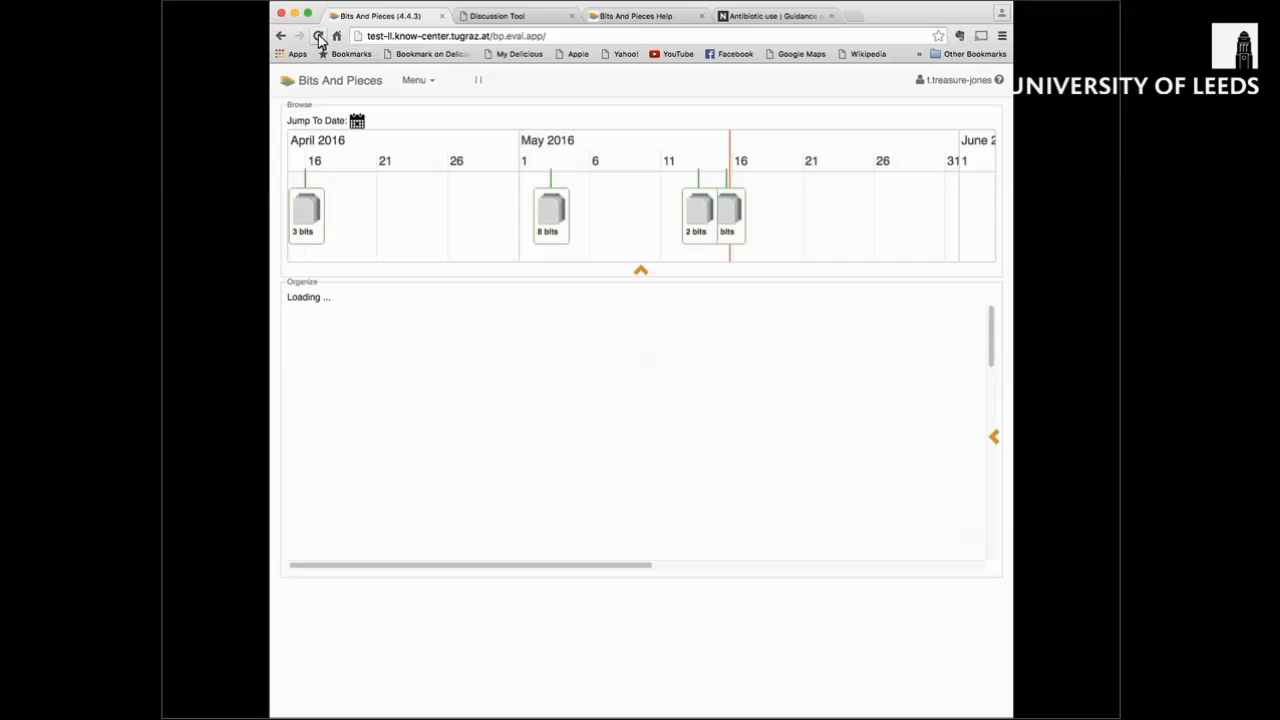 Bits And Pieces (4.4.3)
Discussion Tool
Bits And Pieces Help
Antibiotic use | Guidance
test-ll.know-center.tugraz.at/bp.eval.app/
Apps
Bookmarks
Bookmark on Delici
My Delicious
Apple
Yahoo!
YouTube
Facebook
Google Maps
Wikipedia
»
Other Bookmarks
Bits And Pieces
Menu
t.treasure-jones
UNIVERSITY OF LEEDS
Browse
Jump To Date:
April 2016
May 2016
June 2
16
21
26
1
6
11
16
21
26
311
3 bits
8 bits
2 bits
bits
Organize
Loading ...